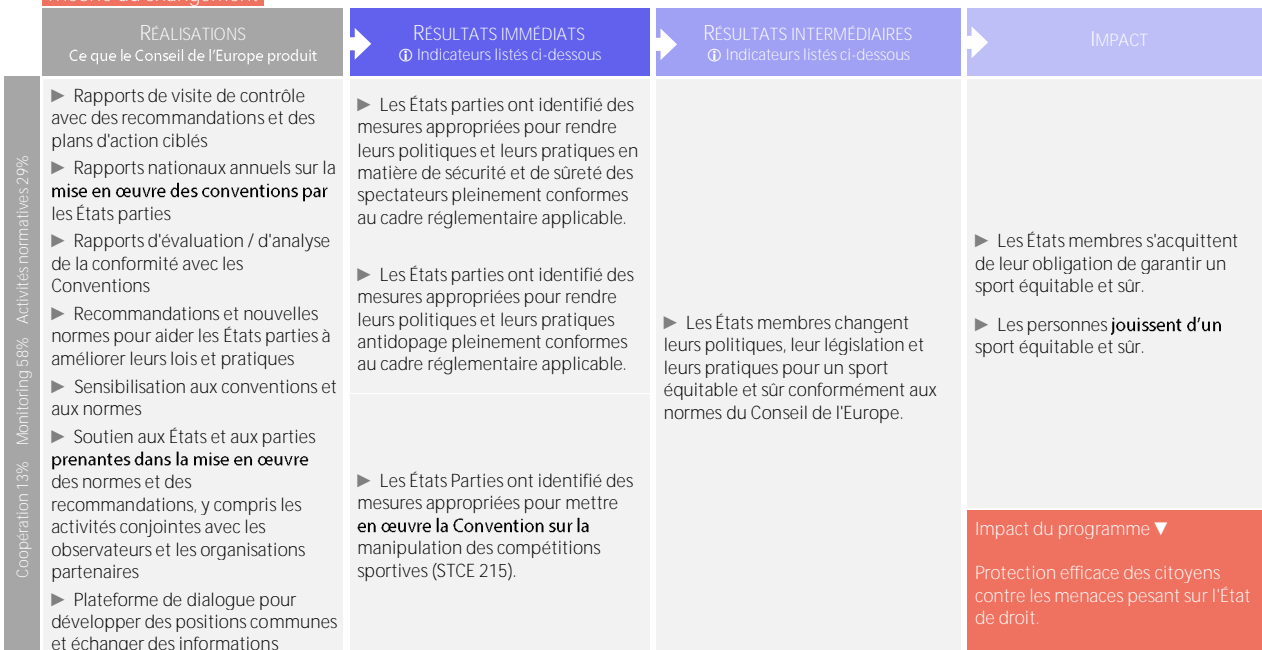 Théorie du changement
RÉALISATIONS
Ce que le Conseil de l'Europe produit
RÉSULTATS IMMÉDIATS
ⓘ Indicateurs listés ci-dessous
RÉSULTATS INTERMÉDIAIRES
ⓘ Indicateurs listés ci-dessous
IMPACT
Coopération 13% Monitoring 58% Activités normatives 29%
► Rapports de visite de contrôle
avec des recommandations et des
plans d'action ciblés
► Rapports nationaux annuels sur la
mise en œuvre des conventions par
les États parties
► Rapports d'évaluation / d'analyse
de la conformité avec les
Conventions
► Recommandations et nouvelles
normes pour aider les États parties à
améliorer leurs lois et pratiques
► Sensibilisation aux conventions et
aux normes
► Soutien aux États et aux parties
prenantes dans la mise en œuvre
des normes et des
recommandations, y compris les
activités conjointes avec les
observateurs et les organisations
partenaires
► Plateforme de dialogue pour
développer des positions communes
et échanger des informations
► Les États parties ont identifié des
mesures appropriées pour rendre
leurs politiques et leurs pratiques en
matière de sécurité et de sûreté des
spectateurs pleinement conformes
au cadre réglementaire applicable.
► Les États parties ont identifié des
mesures appropriées pour rendre
leurs politiques et leurs pratiques
antidopage pleinement conformes
au cadre réglementaire applicable.
► Les États Parties ont identifié des
mesures appropriées pour mettre
en œuvre la Convention sur la
manipulation des compétitions
sportives (STCE 215).
► Les États membres changent
leurs politiques, leur législation et
leurs pratiques pour un sport
équitable et sûr conformément aux
normes du Conseil de l'Europe.
► Les États membres s'acquittent
de leur obligation de garantir un
sport équitable et sûr.
► Les personnes jouissent d'un
sport équitable et sûr.
Impact du programme ▼
Protection efficace des citoyens
contre les menaces pesant sur l'État
de droit.